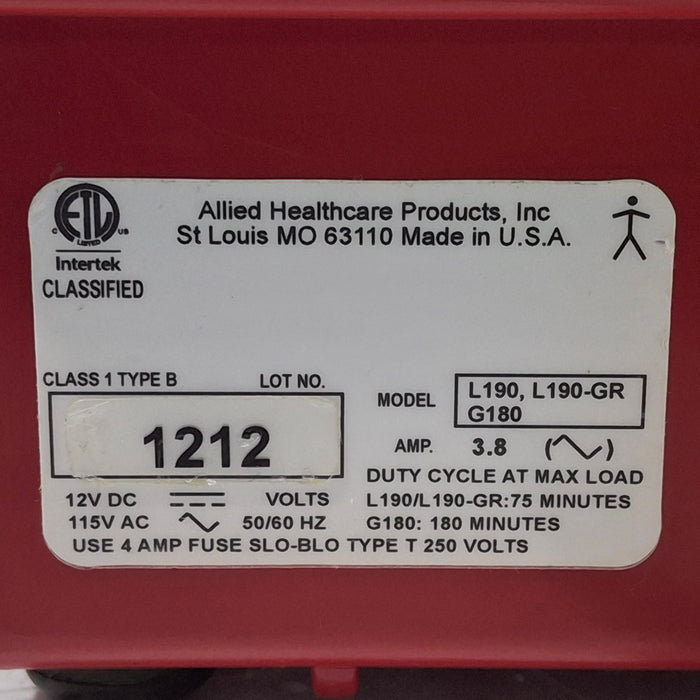 ETL
LISTED
C US
Intertek
CLASSIFIED
Allied Healthcare Products, Inc
St Louis MO 63110 Made in U.S.A.
CLASS 1 TYPE B LOT NO.
1212
12V DC VOLTS
115V AC 50/60 HZ
MODEL L190, L190-GR
G180
AMP. 3.8 (∿)
DUTY CYCLE AT MAX LOAD
L190/L190-GR:75 MINUTES
G180: 180 MINUTES
USE 4 AMP FUSE SLO-BLO TYPE T 250 VOLTS